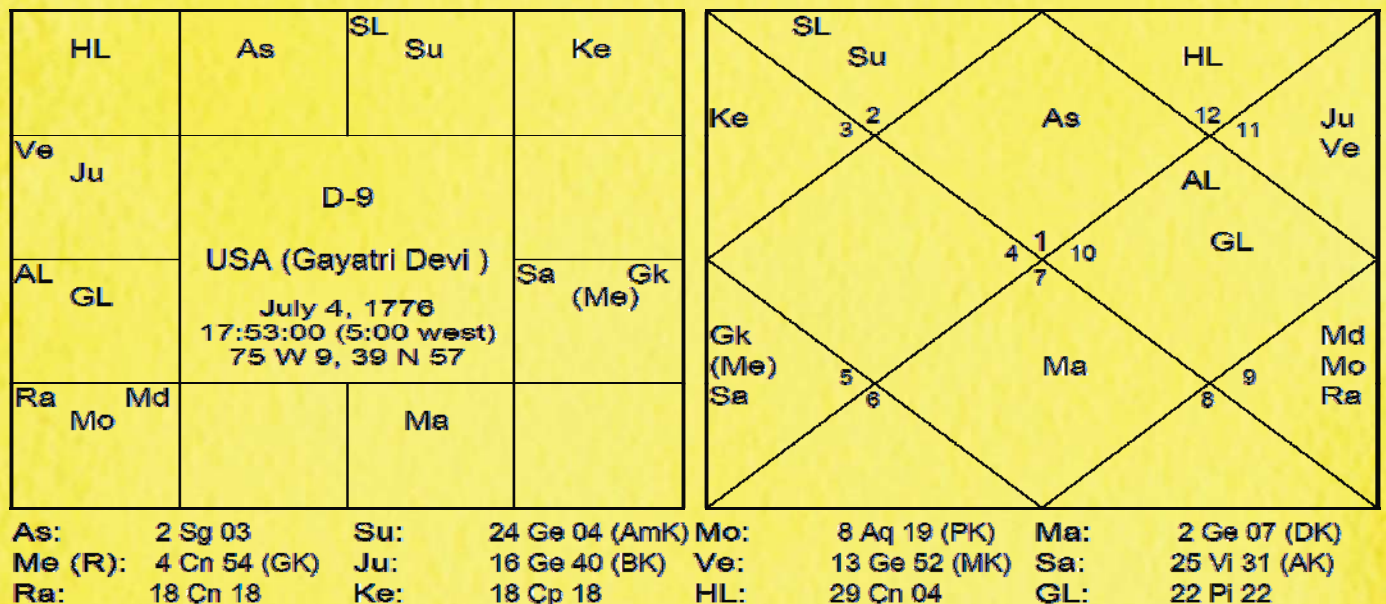 HL As SL Su Ke
Ve Ju
D-9
USA (Gayatri Devi )
July 4, 1776
17:53:00 (5:00 west)
75 W 9, 39 N 57
AL GL
Sa Gk
(Me)
Ra Md
Mo
Ma
SL
Su
HL
Ke
3 2
As
12 11
Ju
Ve
AL
GL
4 1 10
7
Gk
(Me)
Sa
5
6
Ma
8
9
Md
Mo
Ra
As: 2 Sg 03 Su: 24 Ge 04 (AmK) Mo: 8 Aq 19 (PK) Ma: 2 Ge 07 (DK)
Me (R): 4 Cn 54 (GK) Ju: 16 Ge 40 (BK) Ve: 13 Ge 52 (MK) Sa: 25 Vi 31 (AK)
Ra: 18 Cn 18 Ke: 18 Cp 18 HL: 29 Cn 04 GL: 22 Pi 22